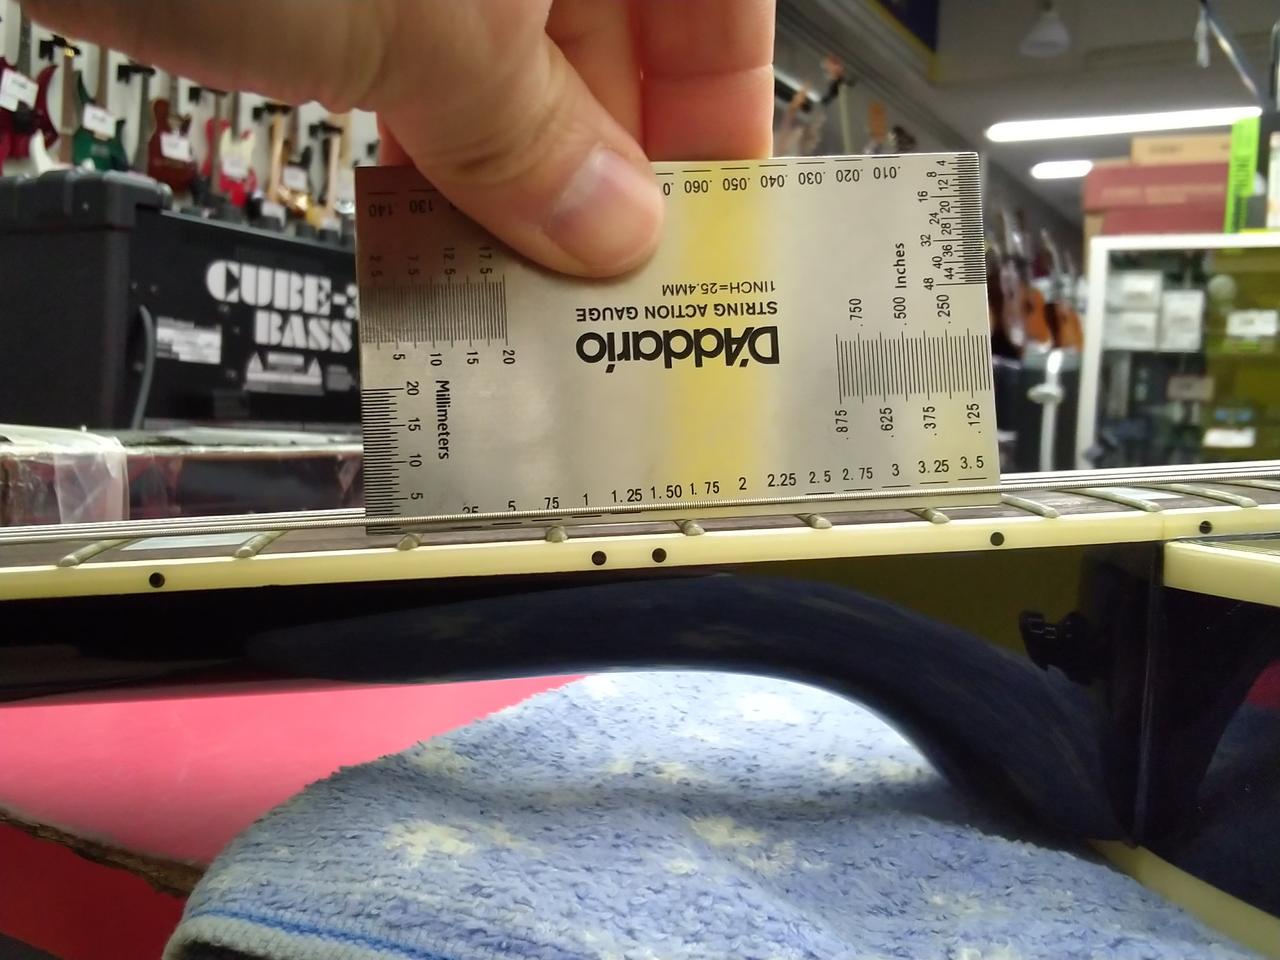 CUBE-3
BASS
.060 .050 .040 .030 .020 .010
140 130
4
8 12
16 20
24 28
32 36
40 44
48
2.5 7.5 12.5 17.5
5 10 15 20
Millimeters
20
15
10
5
1INCH=25.4MM
STRING ACTION GAUGE
D'Addario
Inches
.750 .500 .250
.875 .625 .375 .125
5 .75 1 1.25 1.50 1.75 2 2.25 2.5 2.75 3 3.25 3.5